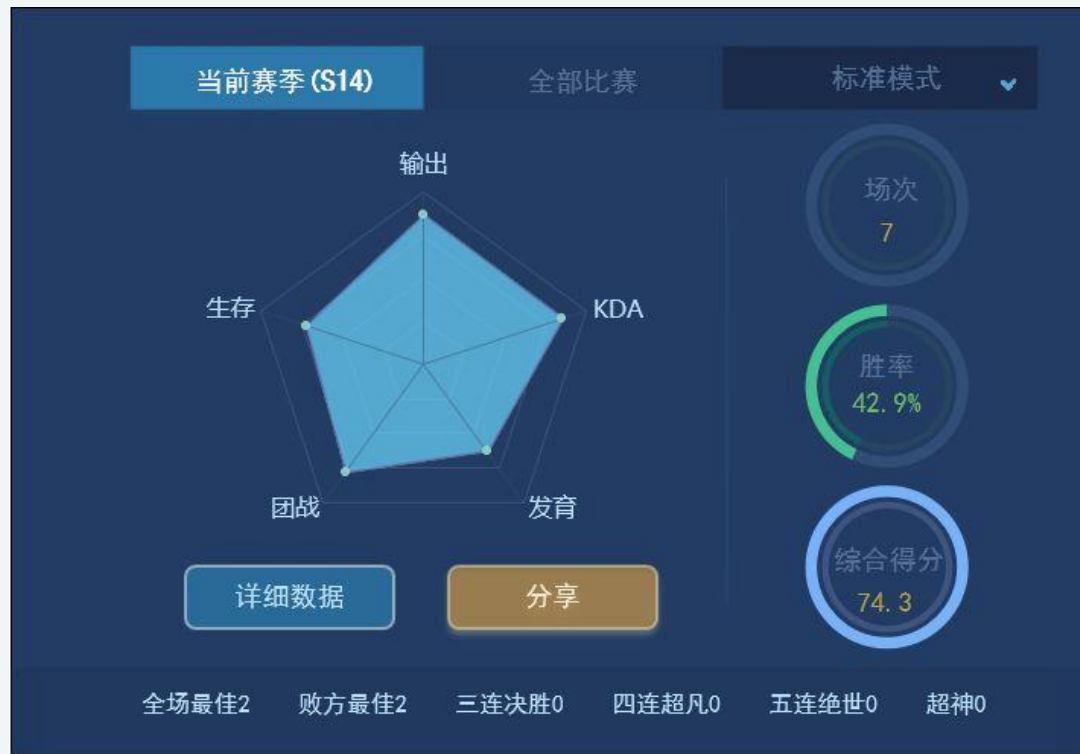 当前赛季(S14)
全部比赛
标准模式
输出
KDA
生存
团战
发育
场次
7
胜率
42.9%
综合得分
74.3
详细数据
分享
全场最佳2
败方最佳2
三连决胜0
四连超凡0
五连绝世0
超神0